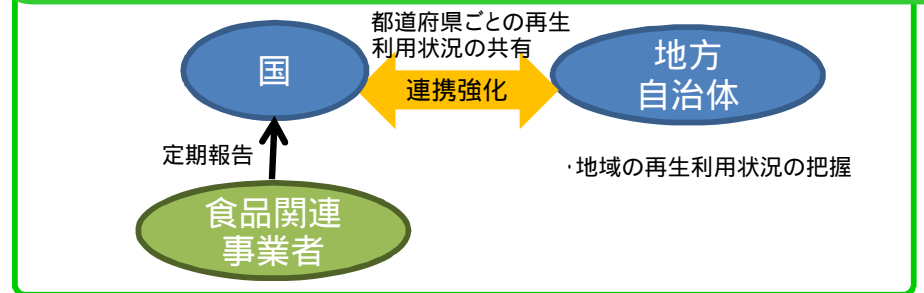 都道府県ごとの再生
利用状況の共有
国
連携強化
地方
自治体
定期報告
・地域の再生利用状況の把握
食品関連
事業者